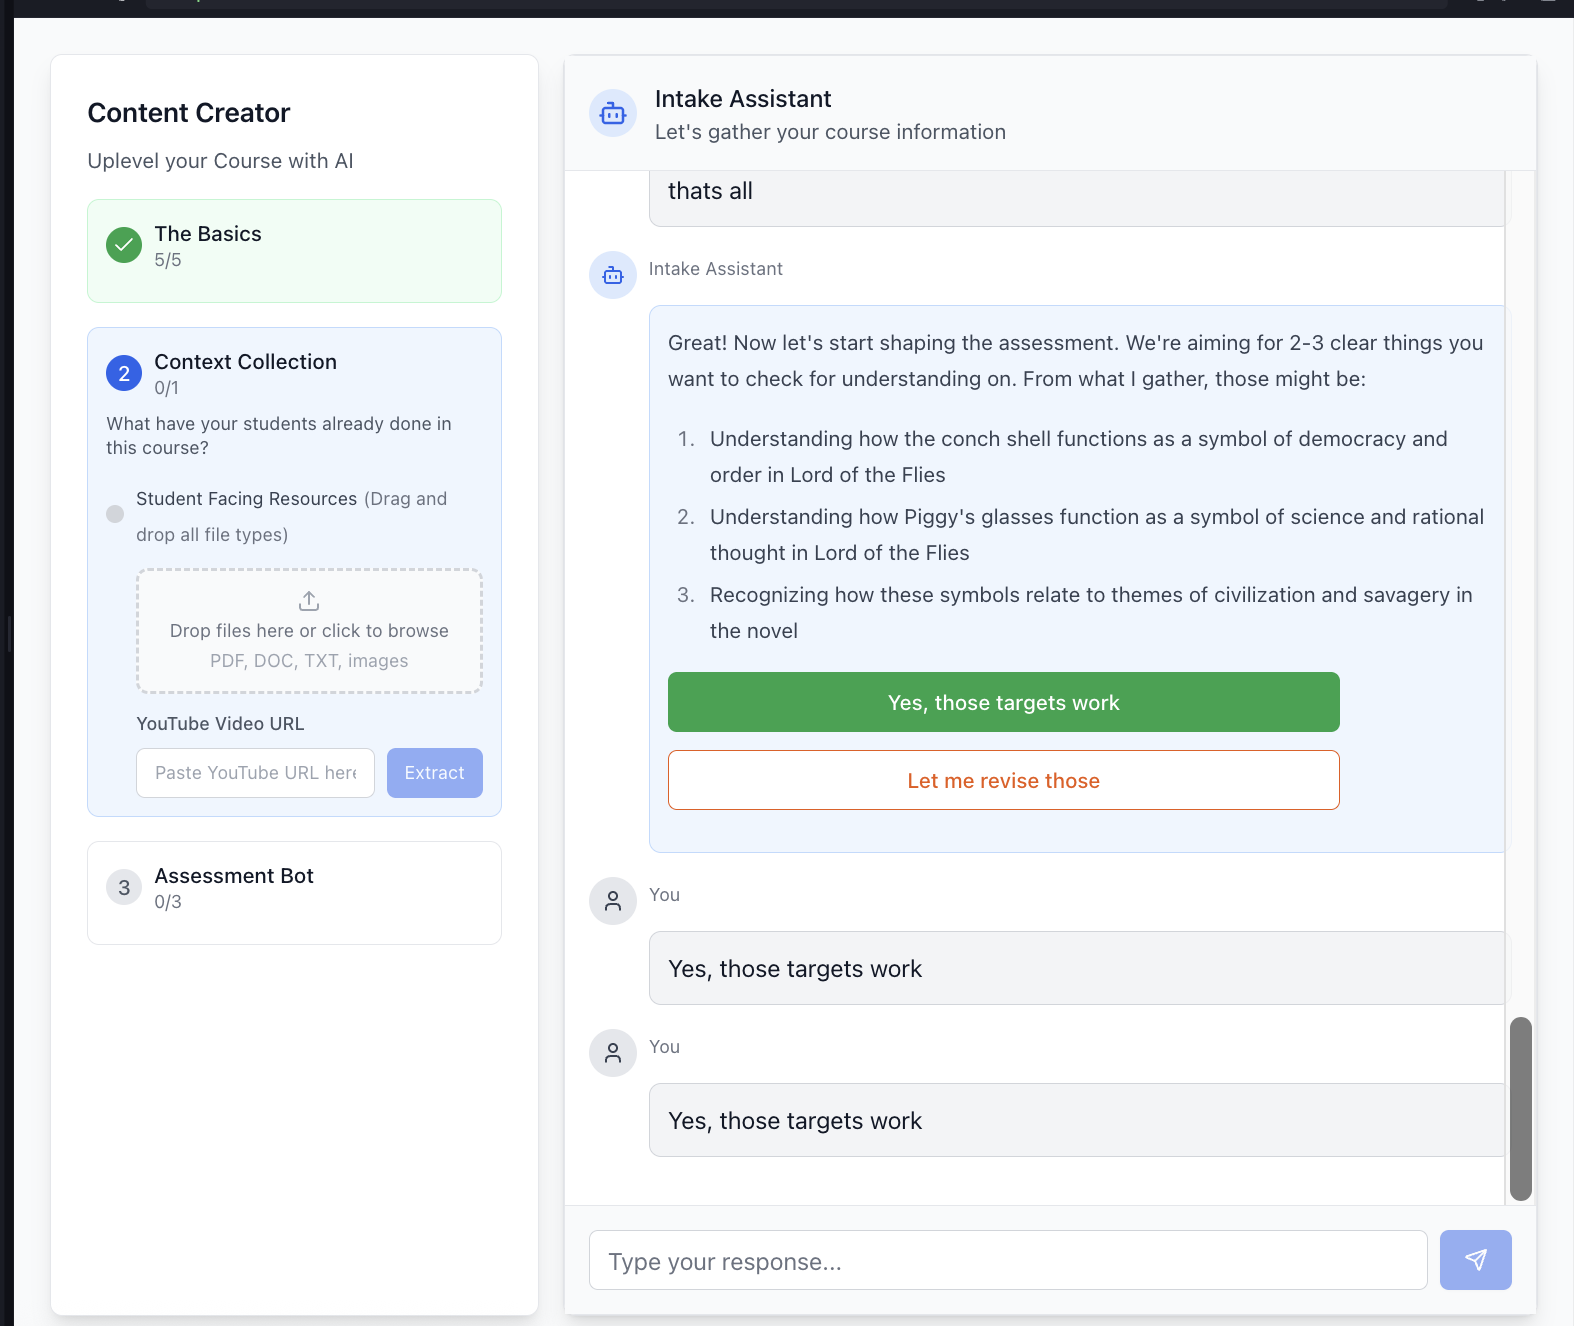 Content Creator
Uplevel your Course with AI
The Basics
5/5
2
Context Collection
0/1
What have your students already done in
this course?
Student Facing Resources (Drag and
drop all file types)
Drop files here or click to browse
PDF, DOC, TXT, images
YouTube Video URL
Paste YouTube URL here
Extract
3
Assessment Bot
0/3
Intake Assistant
Let's gather your course information
thats all
Intake Assistant
Great! Now let's start shaping the assessment. We're aiming for 2-3 clear things you
want to check for understanding on. From what I gather, those might be:
1. Understanding how the conch shell functions as a symbol of democracy and
order in Lord of the Flies
2. Understanding how Piggy's glasses function as a symbol of science and rational
thought in Lord of the Flies
3. Recognizing how these symbols relate to themes of civilization and savagery in
the novel
Yes, those targets work
Let me revise those
You
Yes, those targets work
You
Yes, those targets work
Type your response...